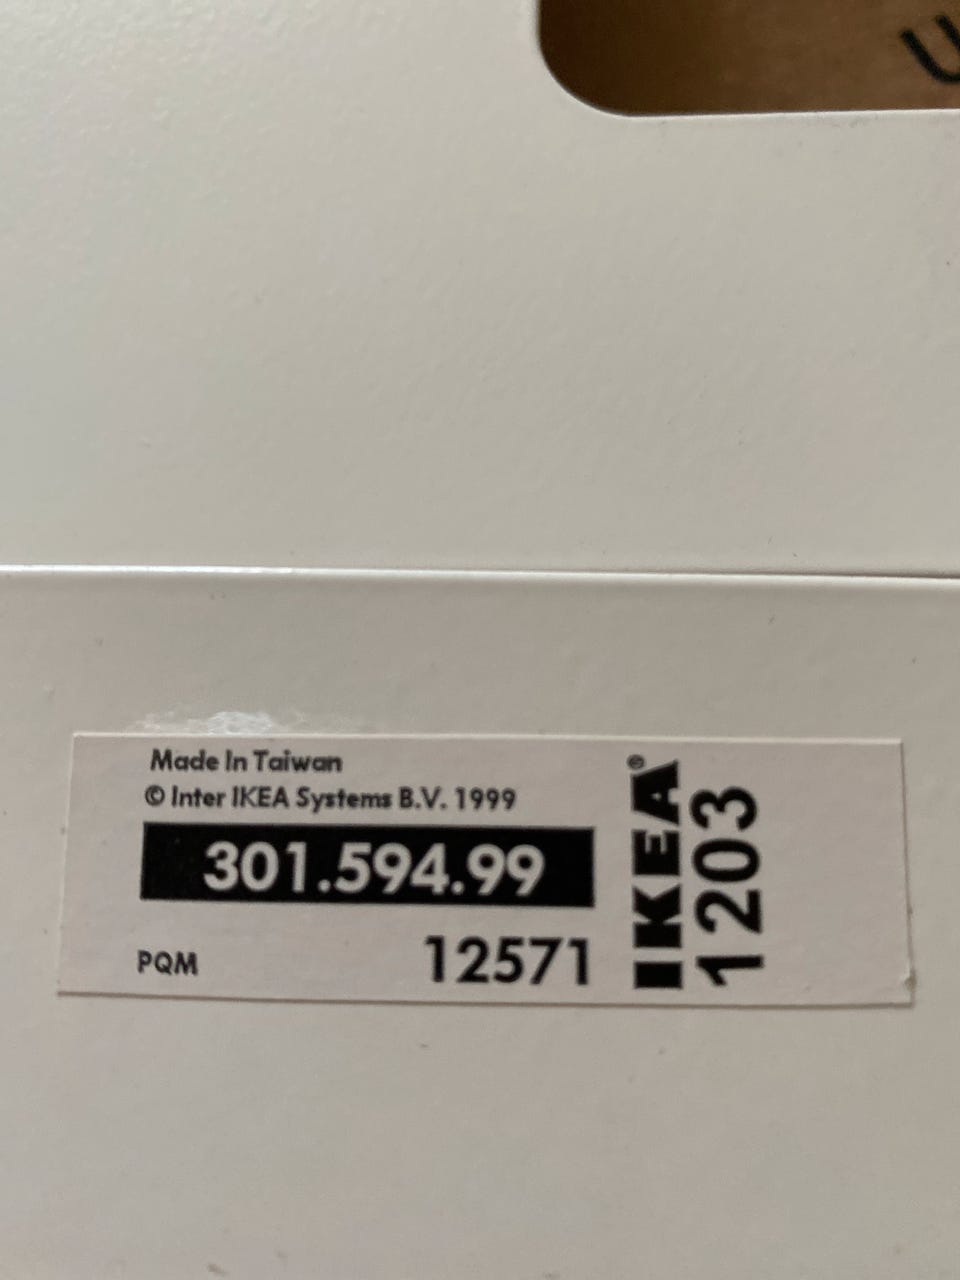 U
Made In Taiwan
© Inter IKEA Systems B.V. 1999
301.594.99
PQM 12571
IKEA®
1203